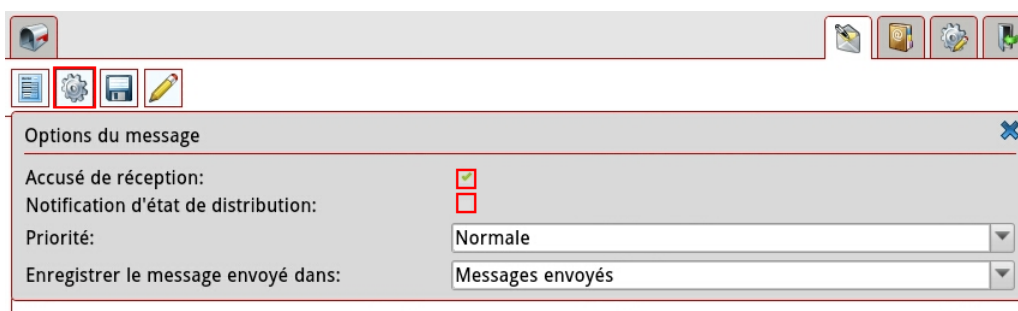 Options du message
Accusé de réception:
Notification d'état de distribution:
Priorité: Normale
Enregistrer le message envoyé dans: Messages envoyés